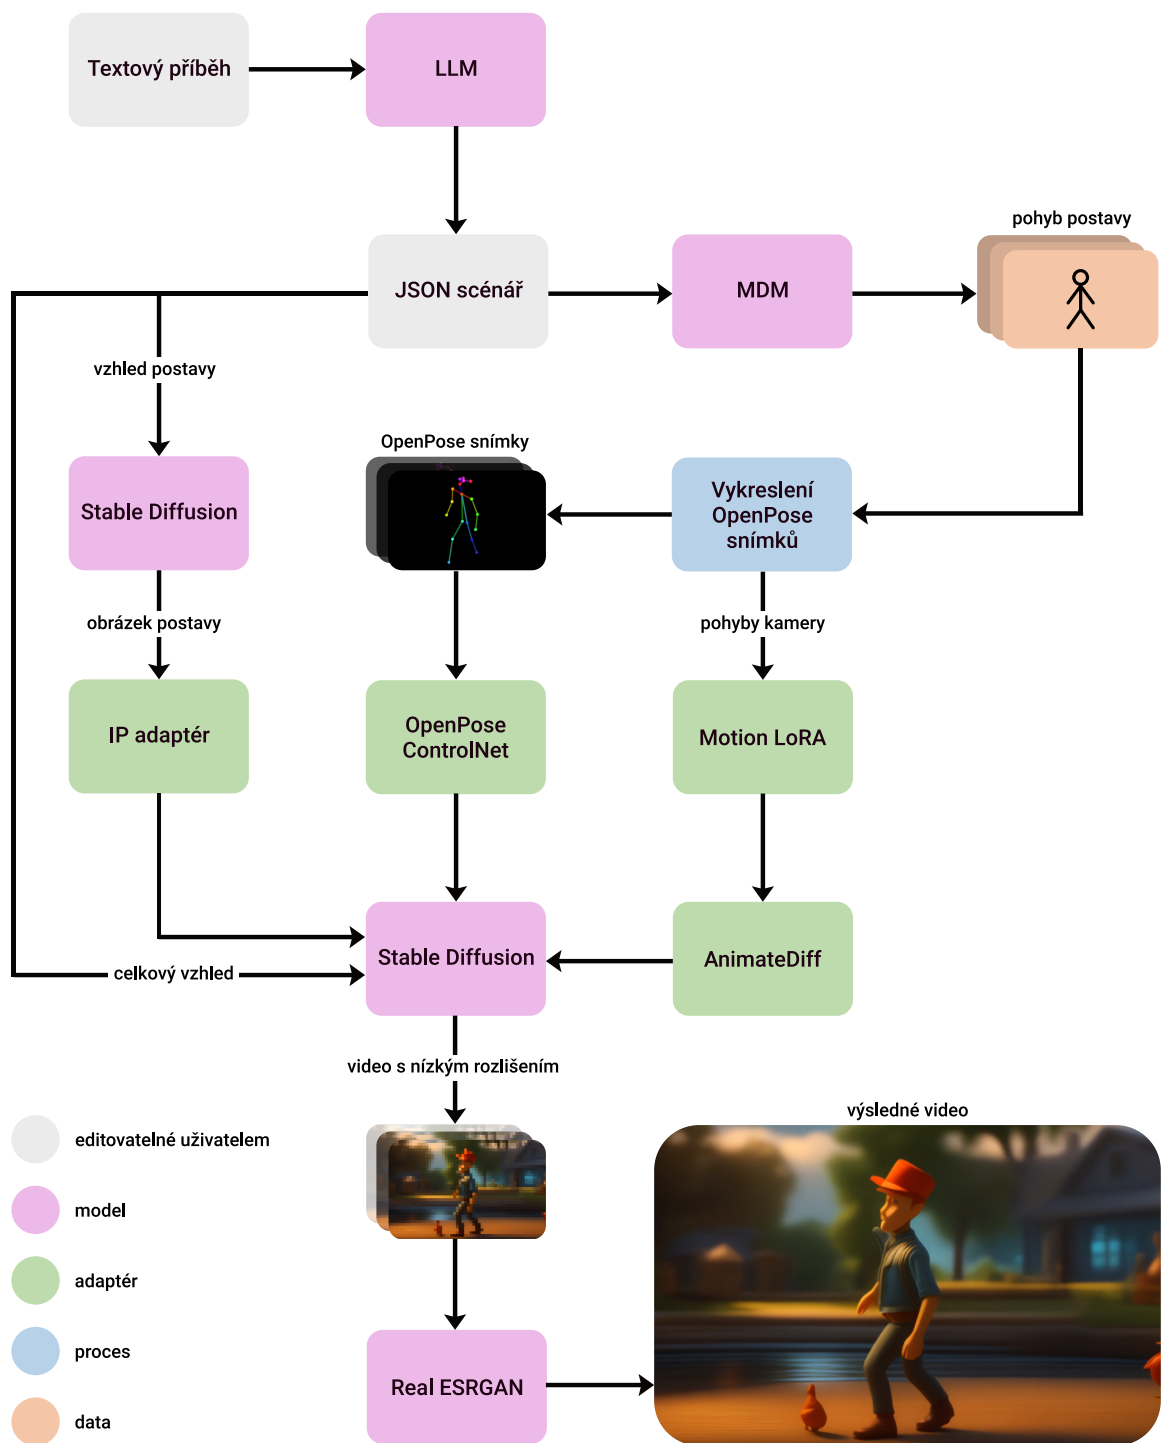 Textový příběh
LLM
pohyb postavy
JSON scénář
MDM
vzhled postavy
OpenPose snímky
Stable Diffusion
Vykreslení
OpenPose
snímků
obrázek postavy
pohyby kamery
IP adaptér
OpenPose
ControlNet
Motion LoRA
Stable Diffusion
AnimateDiff
celkový vzhled
video s nízkým rozlišením
výsledné video
editovatelné uživatelem
model
adaptér
proces
data
Real ESRGAN